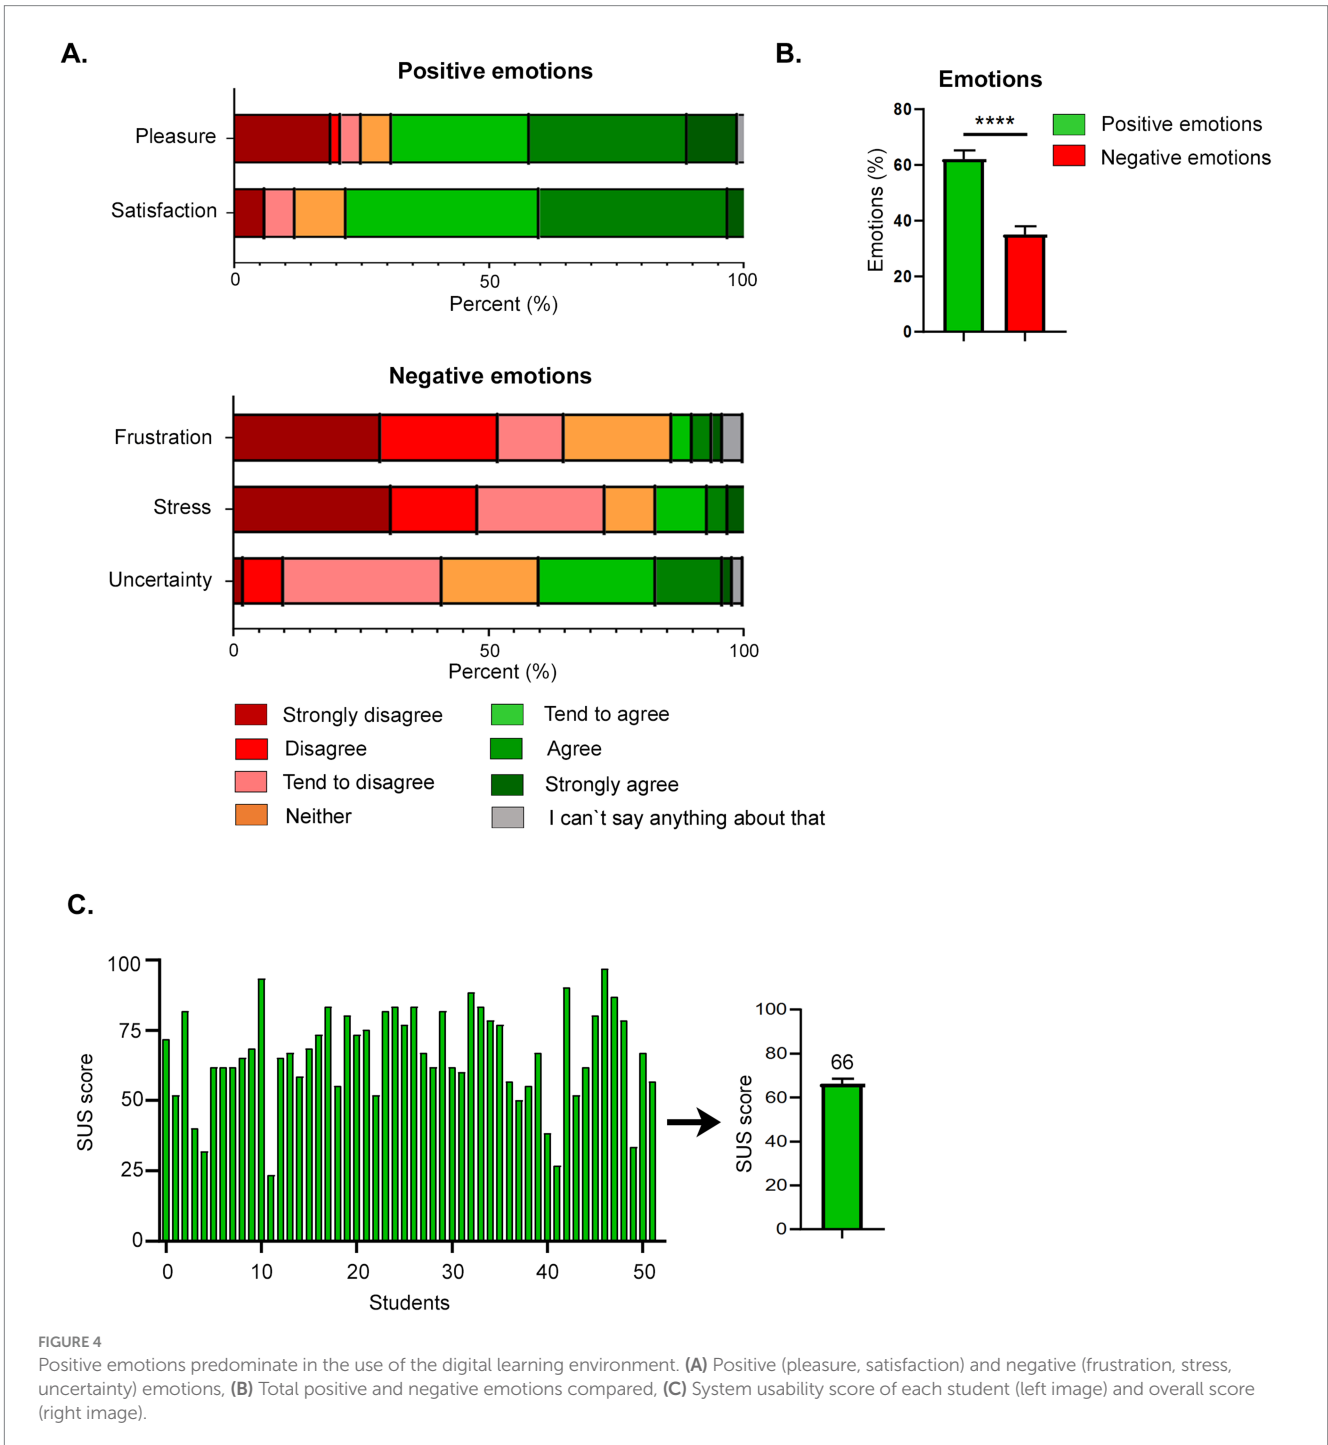 A.
Positive emotions
Pleasure
Satisfaction
0 50 100
Percent (%)
Negative emotions
Frustration
Stress
Uncertainty
0 50 100
Percent (%)
Strongly disagree
Disagree
Tend to disagree
Neither
Tend to agree
Agree
Strongly agree
I can`t say anything about that
B.
Emotions
80
60
40
20
0
Emotions (%)
****
Positive emotions
Negative emotions
C.
100
75
50
25
0
SUS score
0 10 20 30 40 50
Students
100
80
60
40
20
0
SUS score
66
FIGURE 4
Positive emotions predominate in the use of the digital learning environment. (A) Positive (pleasure, satisfaction) and negative (frustration, stress,
uncertainty) emotions, (B) Total positive and negative emotions compared, (C) System usability score of each student (left image) and overall score
(right image).